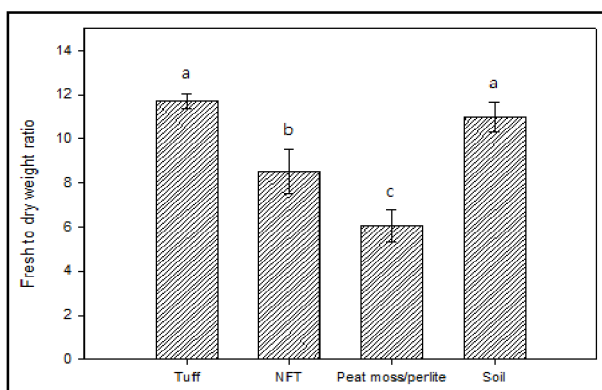 Fresh to dry weight ratio
14
12
10
8
6
4
2
0
a
b
c
a
Tuff NFT Peat moss/perlite Soil